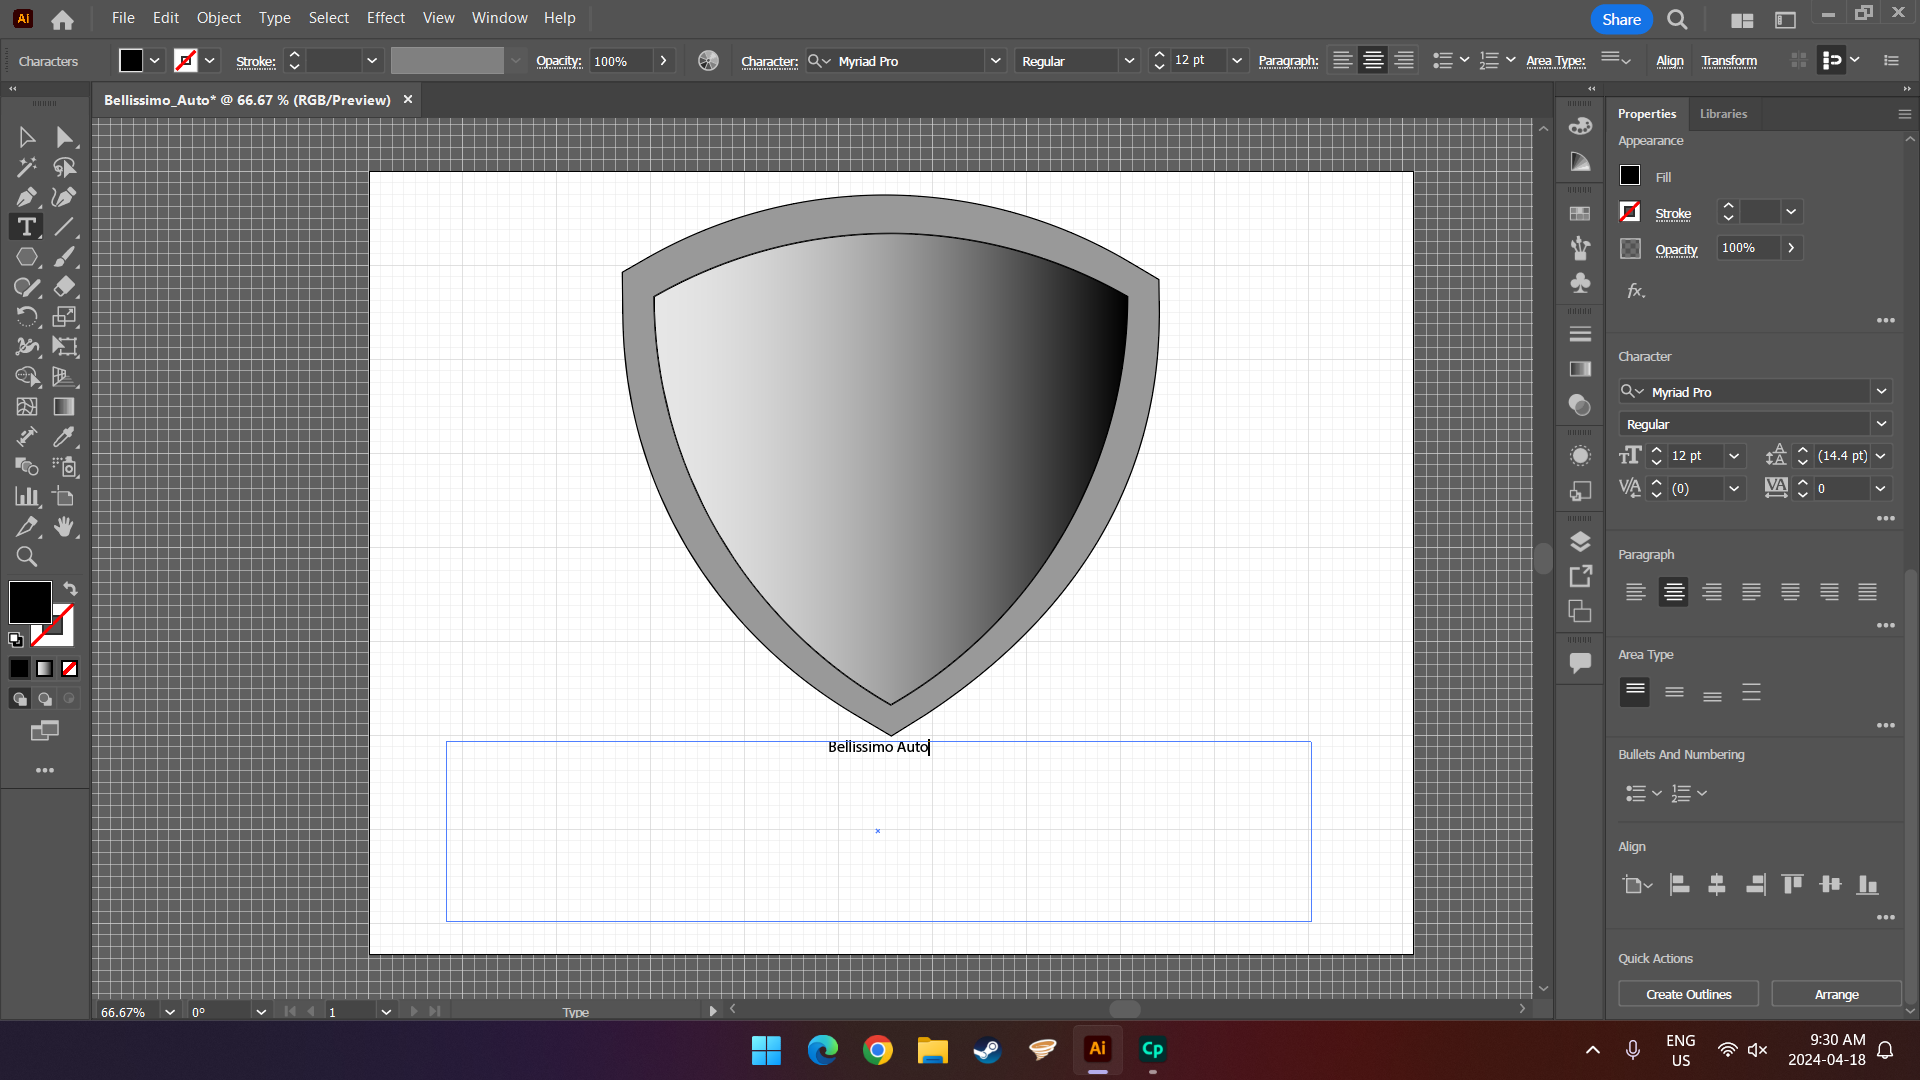 Ai File Edit Object Type Select Effect View Window Help Share
Characters Stroke: Opacity: 100% Character: Myriad Pro Regular 12 pt Paragraph: Area Type: Align Transform
Bellissimo_Auto* @ 66.67 % (RGB/Preview) ×
Properties Libraries
Appearance
Fill
Stroke
Opacity 100%
fx.
Character
Myriad Pro
Regular
12 pt (14.4 pt)
(0) 0
Paragraph
Area Type
Bullets And Numbering
Align
Quick Actions
Create Outlines Arrange
Bellissimo Auto
66.67% 0° 1 Type
Ai Cp
ENG
US
9:30 AM
2024-04-18